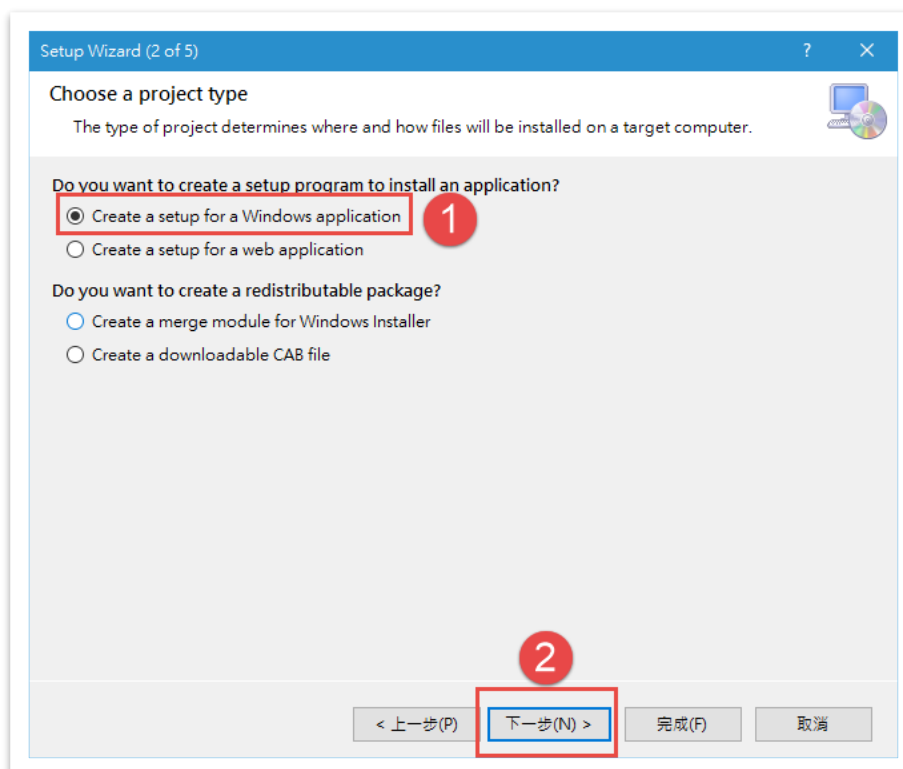 Setup Wizard (2 of 5)
?
Choose a project type
The type of project determines where and how files will be installed on a target computer.
Do you want to create a setup program to install an application?
Create a setup for a Windows application
1
Create a setup for a web application
Do you want to create a redistributable package?
Create a merge module for Windows Installer
Create a downloadable CAB file
2
< 上一步(P) 下一步(N) > 完成(F) 取消